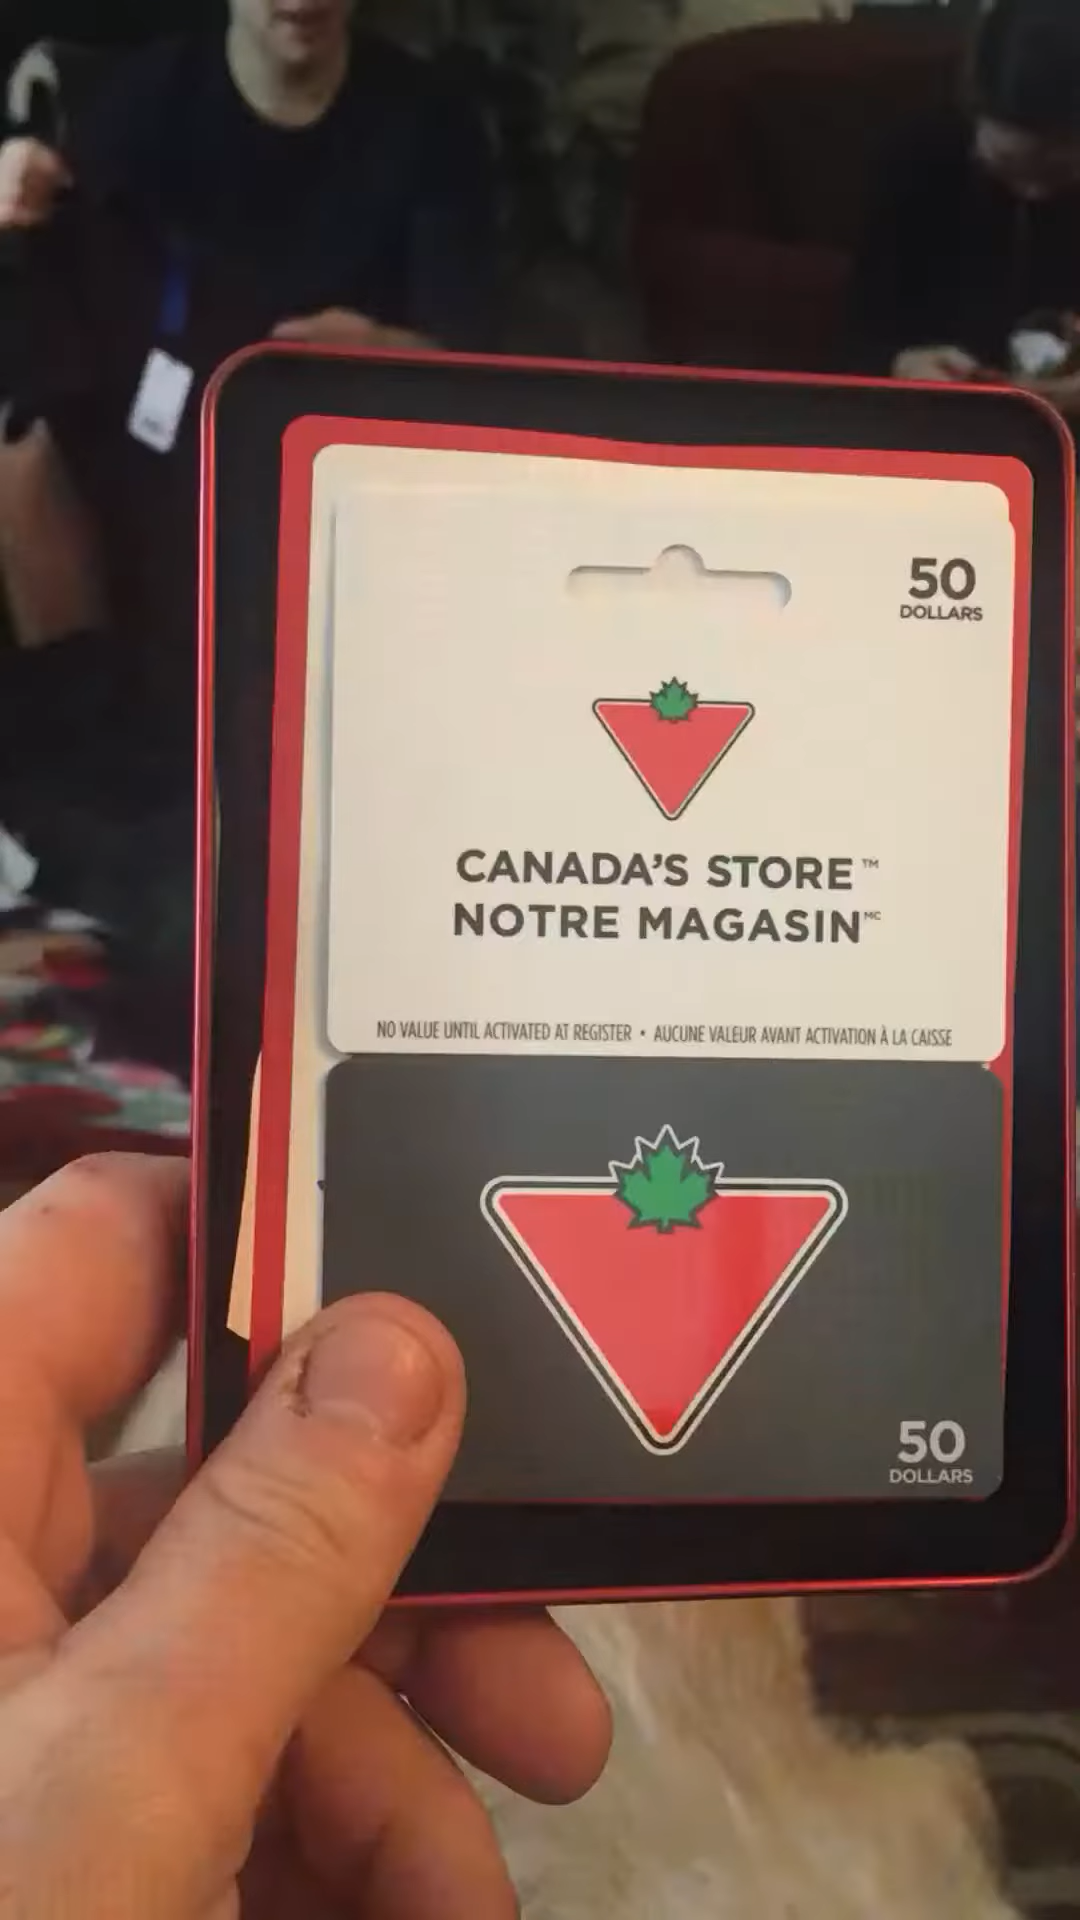 50
DOLLARS
CANADA'S STORE™
NOTRE MAGASINᴹᶜ
NO VALUE UNTIL ACTIVATED AT REGISTER • AUCUNE VALEUR AVANT ACTIVATION À LA CAISSE
50
DOLLARS